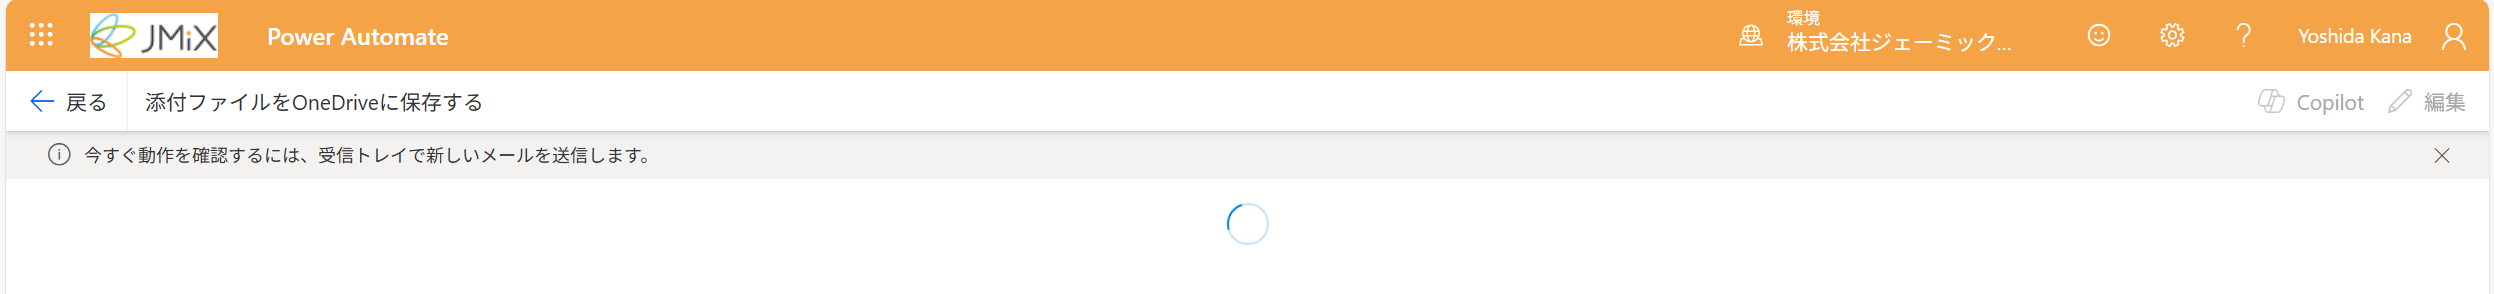 JMiX
Power Automate
環境
株式会社ジェーミック...
Yoshida Kana
戻る
添付ファイルをOneDriveに保存する
Copilot
編集
今すぐ動作を確認するには、受信トレイで新しいメールを送信します。